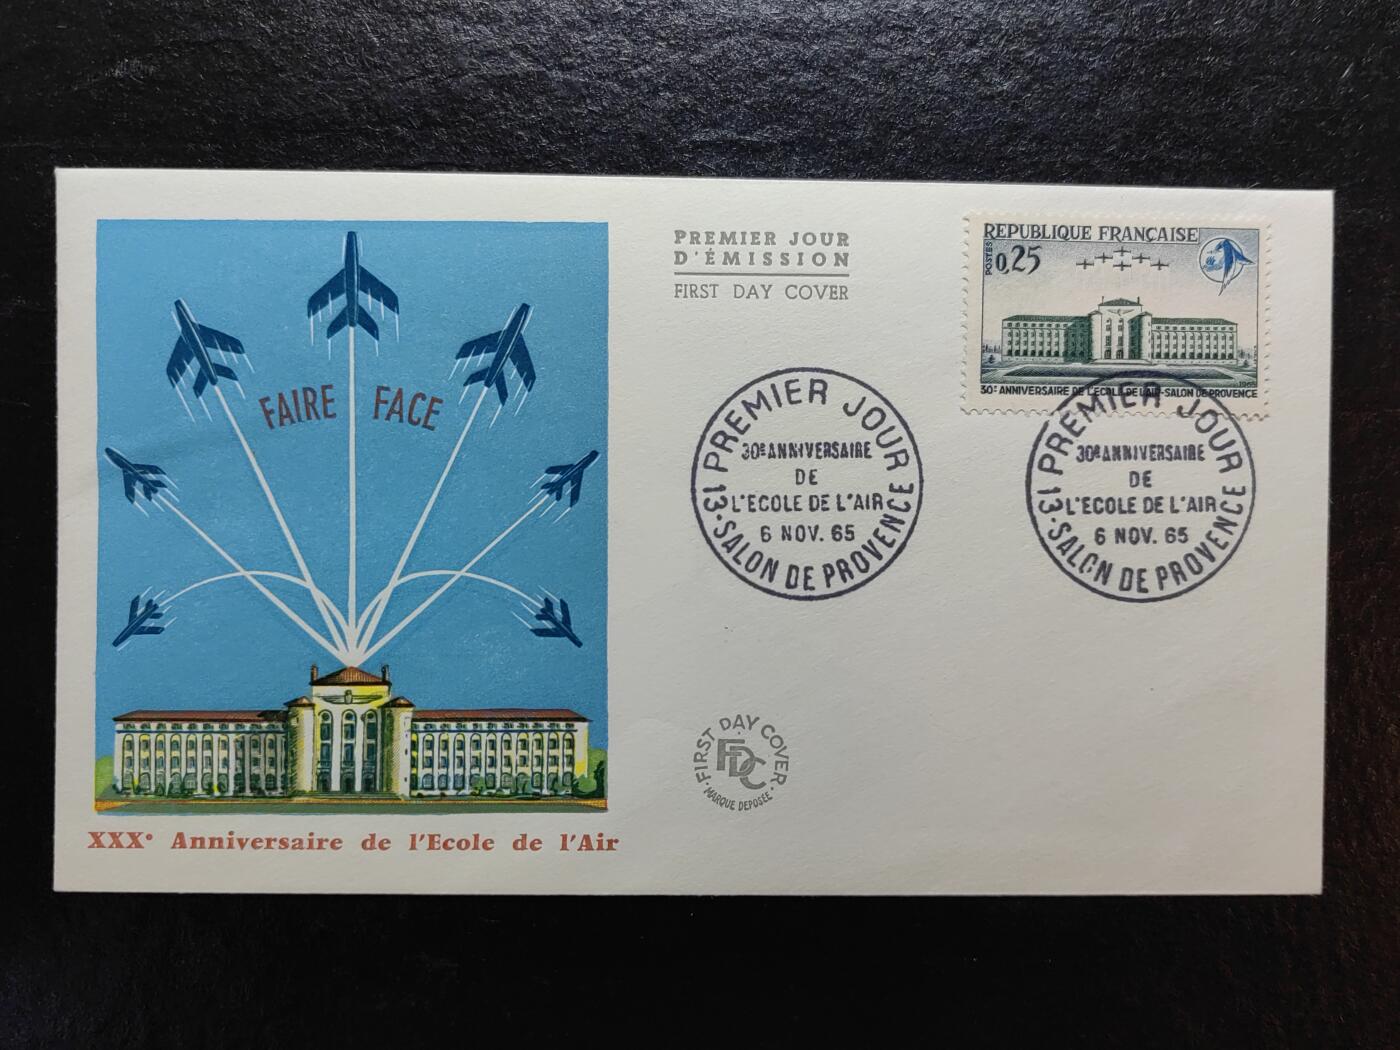 FAIRE FACE
XXXe Anniversaire de l'Ecole de l'Air
PREMIER JOUR
D'ÉMISSION
FIRST DAY COVER
PREMIER JOUR
30E ANNIVERSAIRE
DE
L'ECOLE DE L'AIR
6 NOV. 65
13 · SALON DE PROVENCE
FIRST DAY COVER
FDC
· MARQUE DEPOSÉE ·
REPUBLIQUE FRANÇAISE
POSTES
0,25
1965
30E ANNIVERSAIRE DE L'ECOLE DE L'AIR - SALON DE PROVENCE
PREMIER JOUR
30E ANNIVERSAIRE
DE
L'ECOLE DE L'AIR
6 NOV. 65
13 · SALON DE PROVENCE